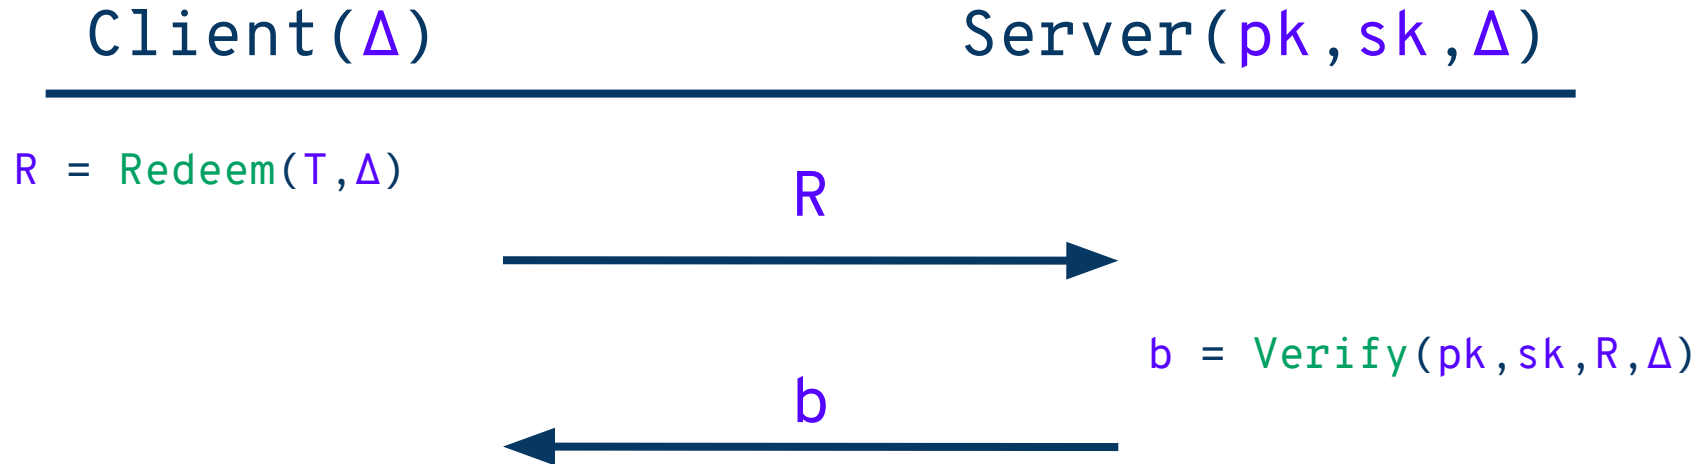 Client(Δ) Server(pk,sk,Δ)
R = Redeem(T,Δ)
R
b = Verify(pk,sk,R,Δ)
b